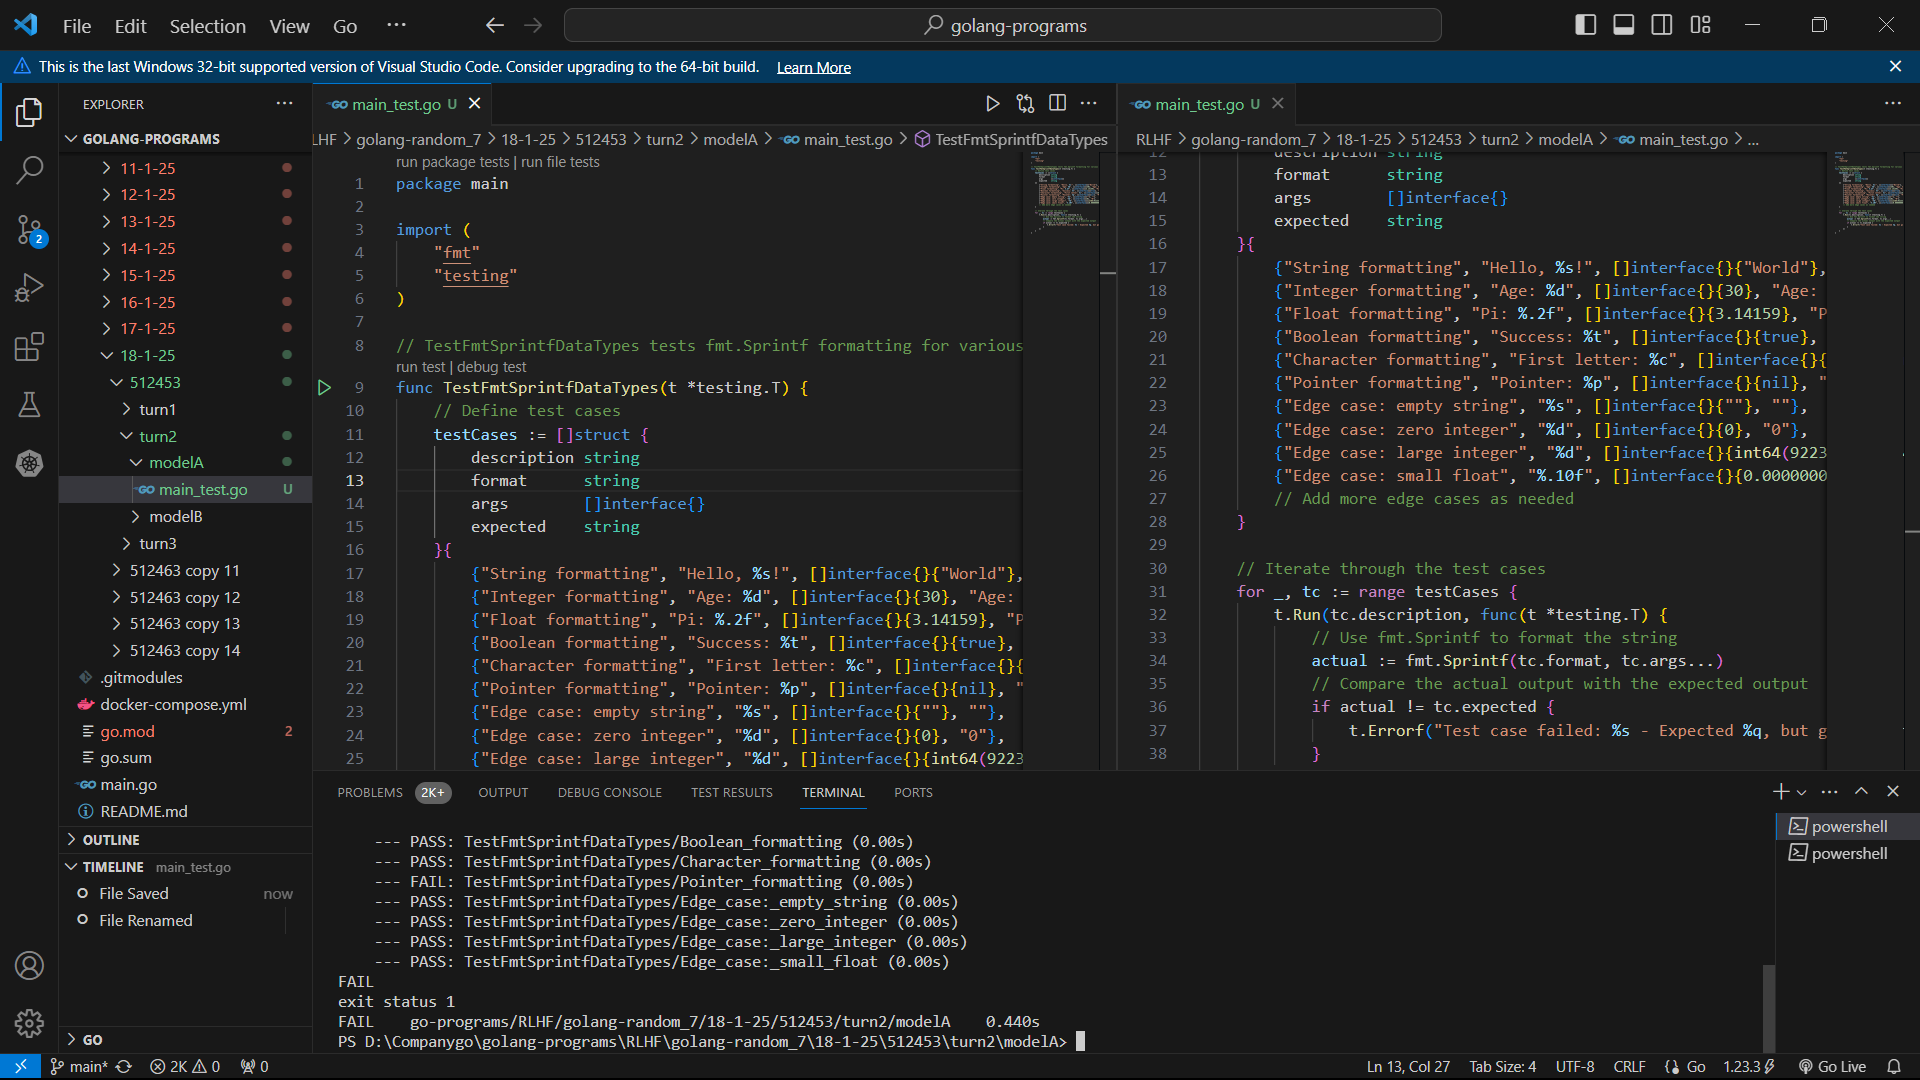 File Edit Selection View Go ···
golang-programs
This is the last Windows 32-bit supported version of Visual Studio Code. Consider upgrading to the 64-bit build. Learn More
EXPLORER
GOLANG-PROGRAMS
11-1-25
12-1-25
13-1-25
14-1-25
15-1-25
16-1-25
17-1-25
18-1-25
512453
turn1
turn2
modelA
main_test.go U
modelB
turn3
512463 copy 11
512463 copy 12
512463 copy 13
512463 copy 14
.gitmodules
docker-compose.yml
go.mod 2
go.sum
main.go
README.md
OUTLINE
TIMELINE main_test.go
File Saved now
File Renamed
GO
2
main_test.go U
LHF > golang-random_7 > 18-1-25 > 512453 > turn2 > modelA > main_test.go > TestFmtSprintfDataTypes
run package tests | run file tests
1 package main
2
3 import (
4 "fmt"
5 "testing"
6 )
7
8 // TestFmtSprintfDataTypes tests fmt.Sprintf formatting for various
run test | debug test
9 func TestFmtSprintfDataTypes(t *testing.T) {
10 // Define test cases
11 testCases := []struct {
12 description string
13 format string
14 args []interface{}
15 expected string
16 }{
17 {"String formatting", "Hello, %s!", []interface{}{"World"},
18 {"Integer formatting", "Age: %d", []interface{}{30}, "Age:
19 {"Float formatting", "Pi: %.2f", []interface{}{3.14159}, "P
20 {"Boolean formatting", "Success: %t", []interface{}{true},
21 {"Character formatting", "First letter: %c", []interface{}{
22 {"Pointer formatting", "Pointer: %p", []interface{}{nil}, "
23 {"Edge case: empty string", "%s", []interface{}{""}, ""},
24 {"Edge case: zero integer", "%d", []interface{}{0}, "0"},
25 {"Edge case: large integer", "%d", []interface{}{int64(9223
main_test.go U
RLHF > golang-random_7 > 18-1-25 > 512453 > turn2 > modelA > main_test.go > ...
12 description string
13 format string
14 args []interface{}
15 expected string
16 }{
17 {"String formatting", "Hello, %s!", []interface{}{"World"},
18 {"Integer formatting", "Age: %d", []interface{}{30}, "Age:
19 {"Float formatting", "Pi: %.2f", []interface{}{3.14159}, "P
20 {"Boolean formatting", "Success: %t", []interface{}{true},
21 {"Character formatting", "First letter: %c", []interface{}{
22 {"Pointer formatting", "Pointer: %p", []interface{}{nil}, "
23 {"Edge case: empty string", "%s", []interface{}{""}, ""},
24 {"Edge case: zero integer", "%d", []interface{}{0}, "0"},
25 {"Edge case: large integer", "%d", []interface{}{int64(9223
26 {"Edge case: small float", "%.10f", []interface{}{0.0000000
27 // Add more edge cases as needed
28 }
29
30 // Iterate through the test cases
31 for _, tc := range testCases {
32 t.Run(tc.description, func(t *testing.T) {
33 // Use fmt.Sprintf to format the string
34 actual := fmt.Sprintf(tc.format, tc.args...)
35 // Compare the actual output with the expected output
36 if actual != tc.expected {
37 t.Errorf("Test case failed: %s - Expected %q, but g
38 }
PROBLEMS 2K+ OUTPUT DEBUG CONSOLE TEST RESULTS TERMINAL PORTS
--- PASS: TestFmtSprintfDataTypes/Boolean_formatting (0.00s)
--- PASS: TestFmtSprintfDataTypes/Character_formatting (0.00s)
--- FAIL: TestFmtSprintfDataTypes/Pointer_formatting (0.00s)
--- PASS: TestFmtSprintfDataTypes/Edge_case:_empty_string (0.00s)
--- PASS: TestFmtSprintfDataTypes/Edge_case:_zero_integer (0.00s)
--- PASS: TestFmtSprintfDataTypes/Edge_case:_large_integer (0.00s)
--- PASS: TestFmtSprintfDataTypes/Edge_case:_small_float (0.00s)
FAIL
exit status 1
FAIL go-programs/RLHF/golang-random_7/18-1-25/512453/turn2/modelA 0.440s
PS D:\Companygo\golang-programs\RLHF\golang-random_7\18-1-25\512453\turn2\modelA>
powershell
powershell
main* 2K 0 0 Ln 13, Col 27 Tab Size: 4 UTF-8 CRLF Go 1.23.3 Go Live